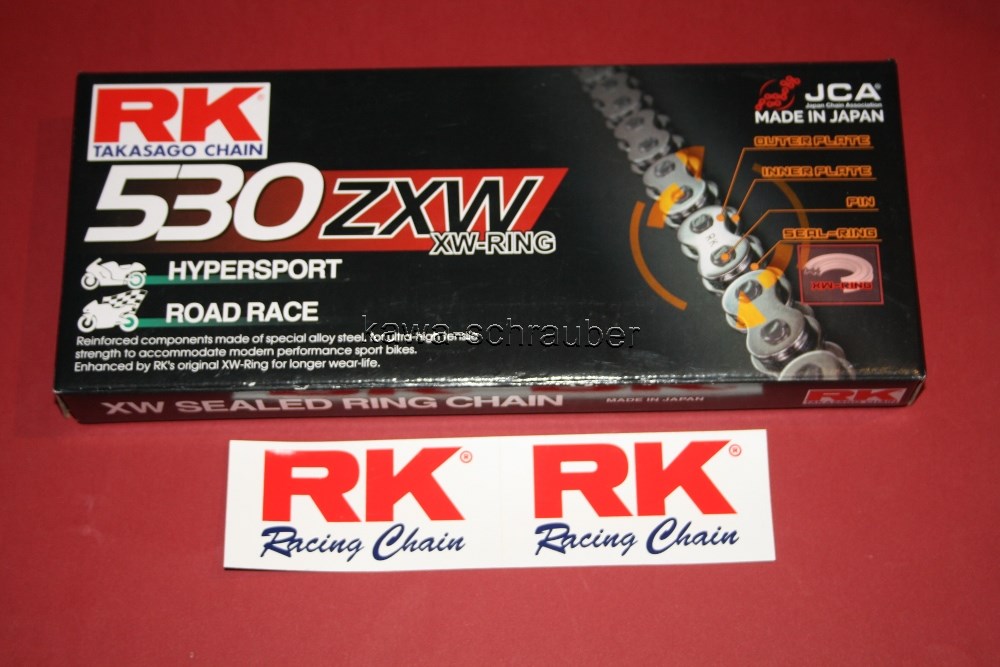 RK®
TAKASAGO CHAIN
530 ZXW
XW-RING
HYPERSPORT
ROAD RACE
Reinforced components made of special alloy steel, for ultra-high tensile
strength to accommodate modern performance sport bikes.
Enhanced by RK's original XW-Ring for longer wear-life.
JCA®
Japan Chain Association
MADE IN JAPAN
OUTER PLATE
INNER PLATE
PIN
SEAL-RING
XW-RING
kawa-schrauber
XW SEALED RING CHAIN
MADE IN JAPAN
RK
RK®
Racing Chain
RK®
Racing Chain